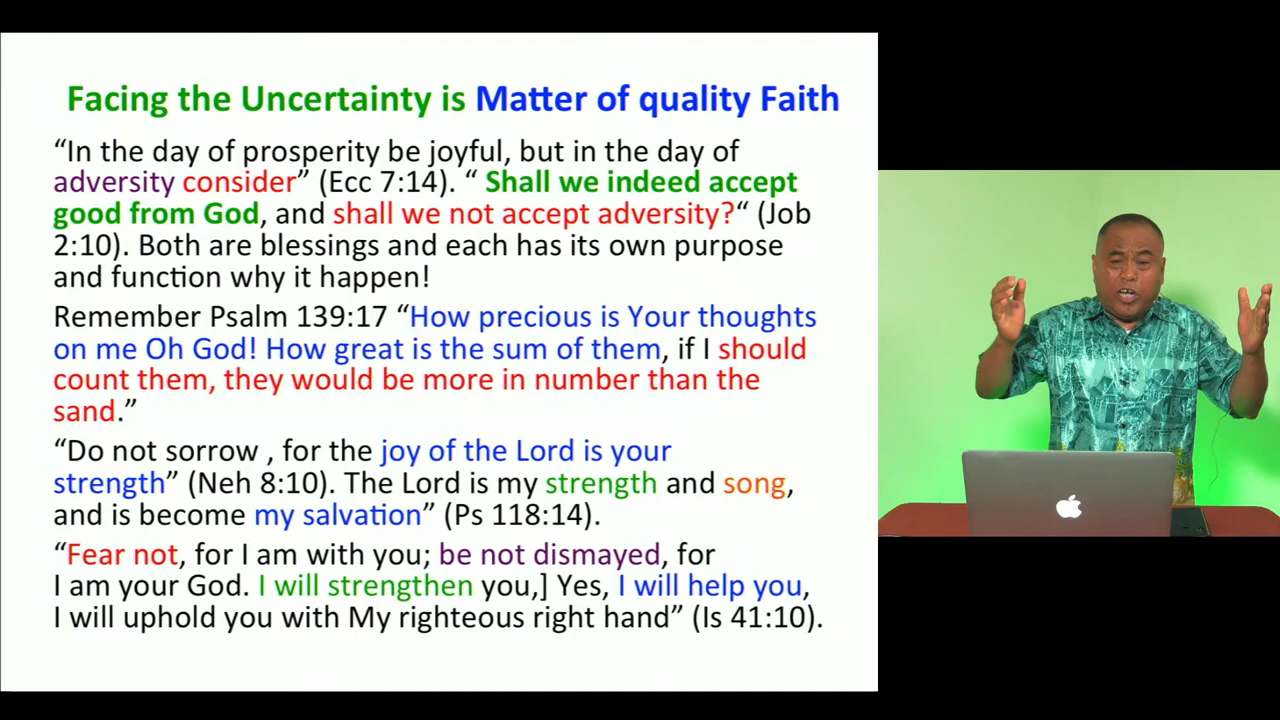 Facing the Uncertainty is Matter of quality Faith
“In the day of prosperity be joyful, but in the day of
adversity consider” (Ecc 7:14). “ Shall we indeed accept
good from God, and shall we not accept adversity?“ (Job
2:10). Both are blessings and each has its own purpose
and function why it happen!
Remember Psalm 139:17 “How precious is Your thoughts
on me Oh God! How great is the sum of them, if I should
count them, they would be more in number than the
sand.”
“Do not sorrow , for the joy of the Lord is your
strength” (Neh 8:10). The Lord is my strength and song,
and is become my salvation” (Ps 118:14).
“Fear not, for I am with you; be not dismayed, for
I am your God. I will strengthen you,] Yes, I will help you,
I will uphold you with My righteous right hand” (Is 41:10).